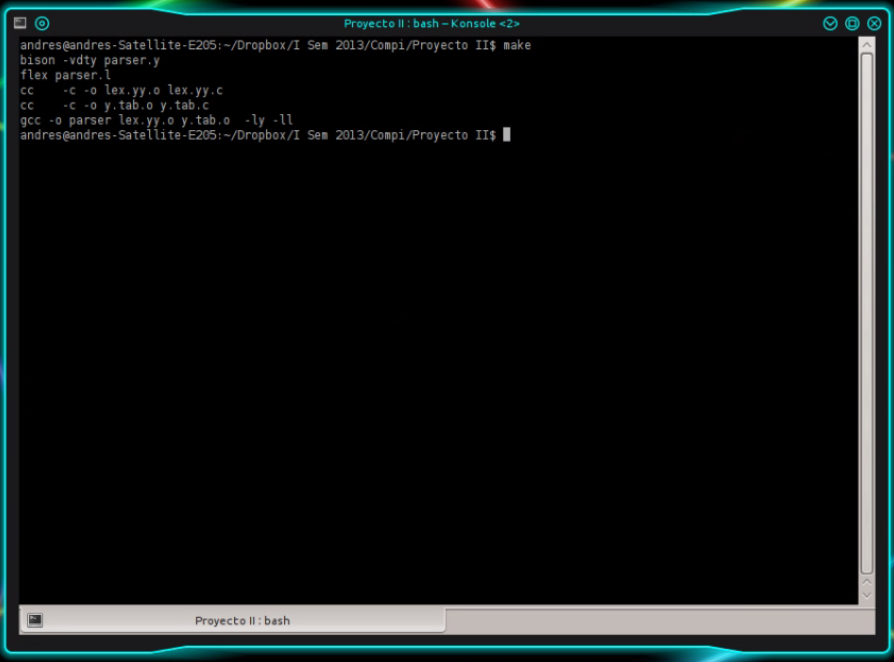 Proyecto II : bash – Konsole <2>
andres@andres-Satellite-E205:~/Dropbox/I Sem 2013/Compi/Proyecto II$ make
bison -vdty parser.y
flex parser.l
cc    -c -o lex.yy.o lex.yy.c
cc    -c -o y.tab.o y.tab.c
gcc -o parser lex.yy.o y.tab.o  -ly -ll
andres@andres-Satellite-E205:~/Dropbox/I Sem 2013/Compi/Proyecto II$
Proyecto II : bash